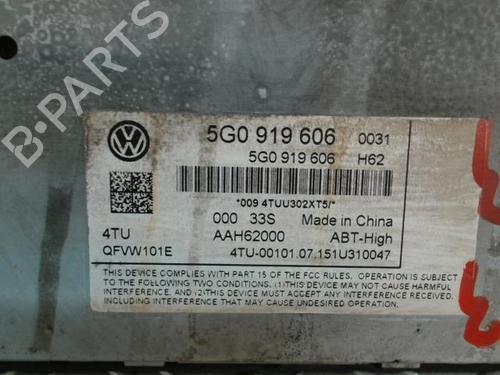 5G0 919 606 0031
5G0 919 606 H62
*009 4TUU302XT5/*
000 33S Made in China
4TU AAH62000 ABT-High
QFVW101E 4TU-00101.07.151U310047
THIS DEVICE COMPLIES WITH PART 15 OF THE FCC RULES. OPERATION IS SUBJECT
TO THE FOLLOWING TWO CONDITIONS. (1) THIS DEVICE MAY NOT CAUSE HARMFUL
INTERFERENCE, AND (2) THIS DEVICE MUST ACCEPT ANY INTERFERENCE RECEIVED,
INCLUDING INTERFERENCE THAT MAY CAUSE UNDESIRED OPERATION.
B-PARTS